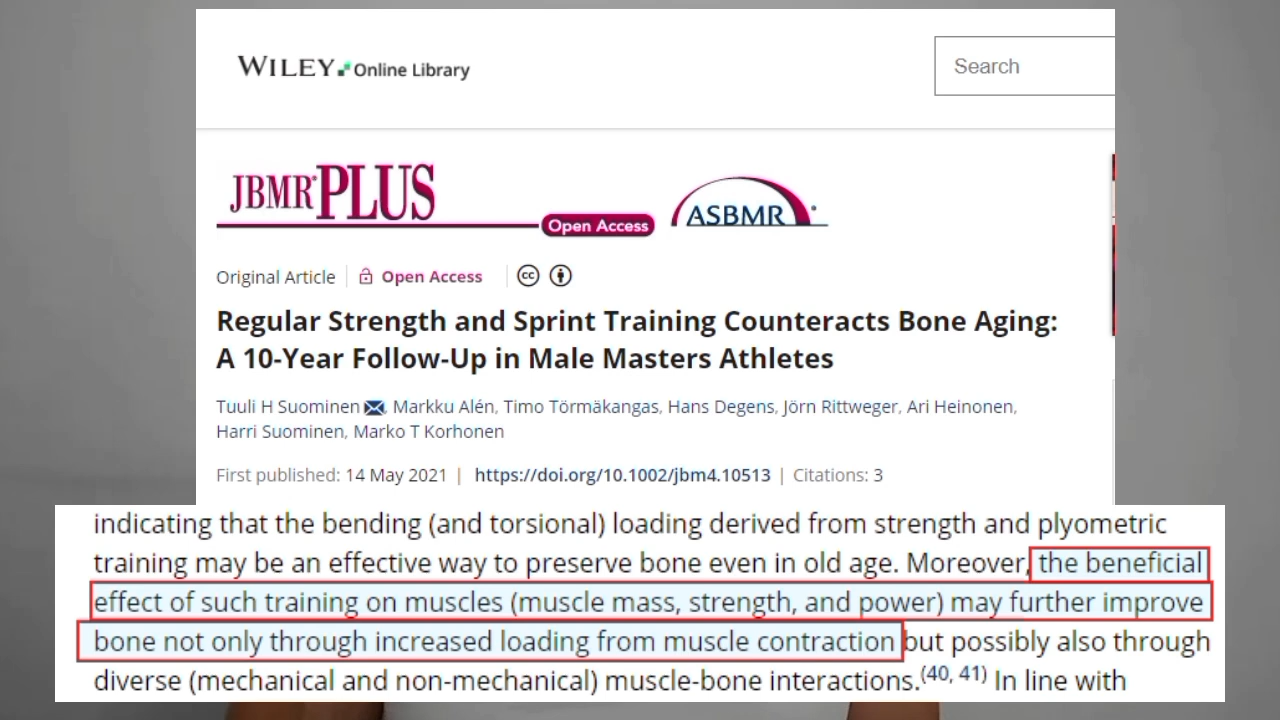 WILEY Online Library
Search
JBMR® PLUS
Open Access
ASBMR
Original Article
Open Access
cc
Regular Strength and Sprint Training Counteracts Bone Aging:
A 10-Year Follow-Up in Male Masters Athletes
Tuuli H Suominen, Markku Alén, Timo Törmäkangas, Hans Degens, Jörn Rittweger, Ari Heinonen,
Harri Suominen, Marko T Korhonen
First published: 14 May 2021 | https://doi.org/10.1002/jbm4.10513 | Citations: 3
indicating that the bending (and torsional) loading derived from strength and plyometric
training may be an effective way to preserve bone even in old age. Moreover, the beneficial
effect of such training on muscles (muscle mass, strength, and power) may further improve
bone not only through increased loading from muscle contraction but possibly also through
diverse (mechanical and non-mechanical) muscle-bone interactions.(40, 41) In line with